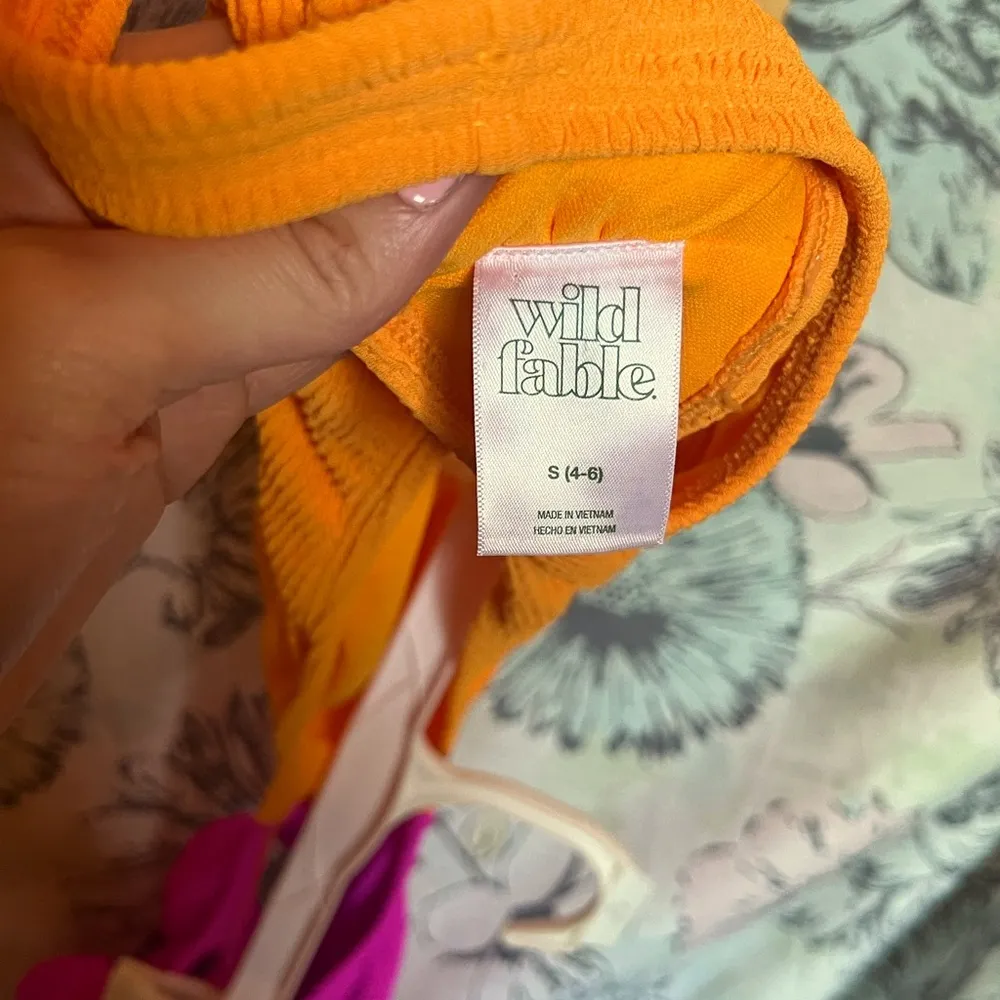 wild
fable.
S (4-6)
MADE IN VIETNAM
HECHO EN VIETNAM